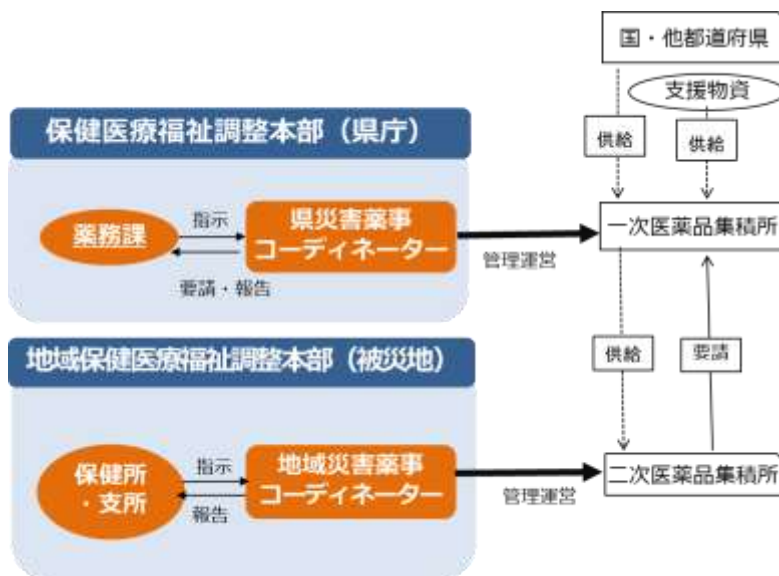 国・他都道府県
支援物資
供給
供給
保健医療福祉調整本部（県庁）
薬務課
指示
要請・報告
県災害薬事
コーディネーター
管理運営
一次医薬品集積所
供給
要請
地域保健医療福祉調整本部（被災地）
保健所
・支所
指示
報告
地域災害薬事
コーディネーター
管理運営
二次医薬品集積所